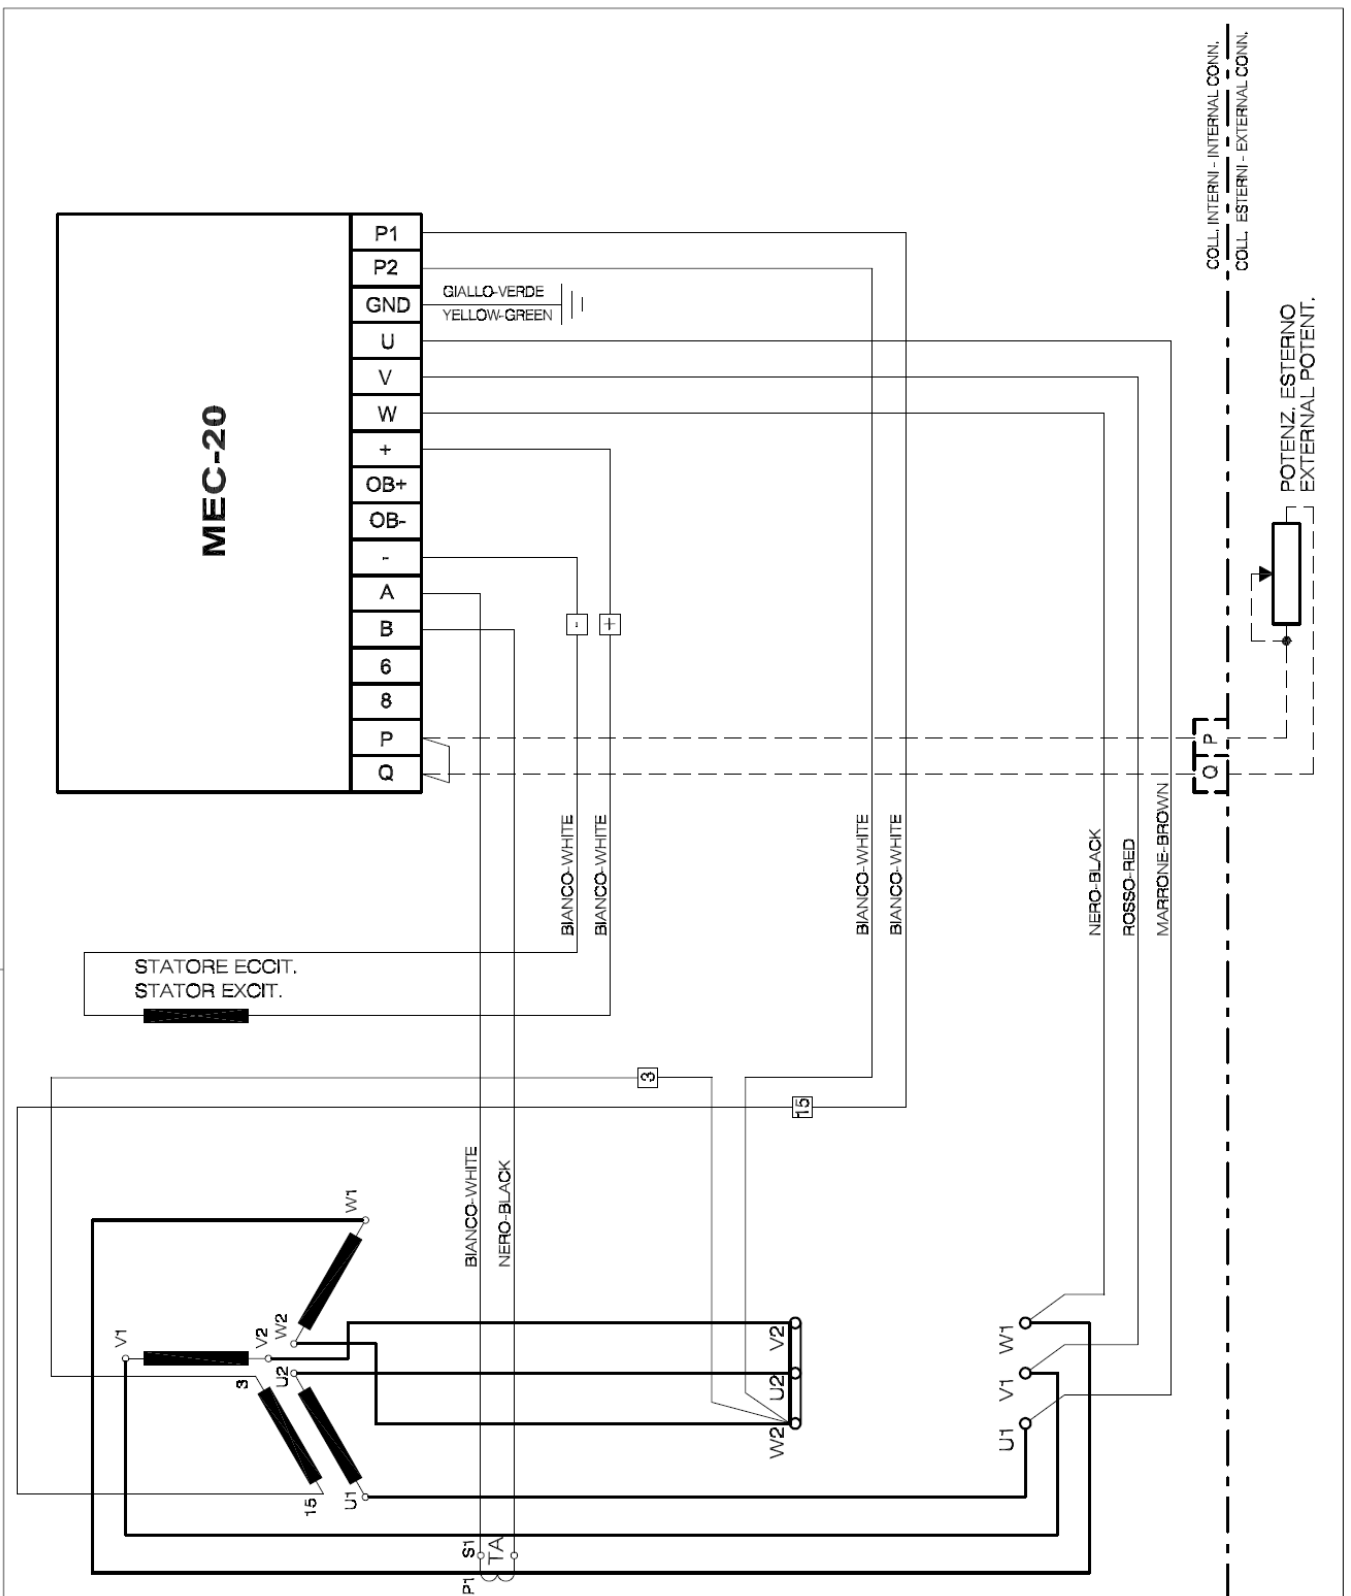 COLL. INTERNI - INTERNAL CONN.
COLL. ESTERNI - EXTERNAL CONN.
MEC-20
P1
P2
GND
U
V
W
+
OB+
OB-
-
A
B
6
8
P
Q
GIALLO-VERDE
YELLOW-GREEN
POTENZ. ESTERNO
EXTERNAL POTENT.
-
+
P
Q
BIANCO-WHITE
BIANCO-WHITE
BIANCO-WHITE
BIANCO-WHITE
NERO-BLACK
ROSSO-RED
MARRONE-BROWN
STATORE ECCIT.
STATOR EXCIT.
3
15
BIANCO-WHITE
NERO-BLACK
W1
V1
V2
W2
U2
3
15
U1
V2
U2
W2
W1
V1
U1
S1
P1
TA